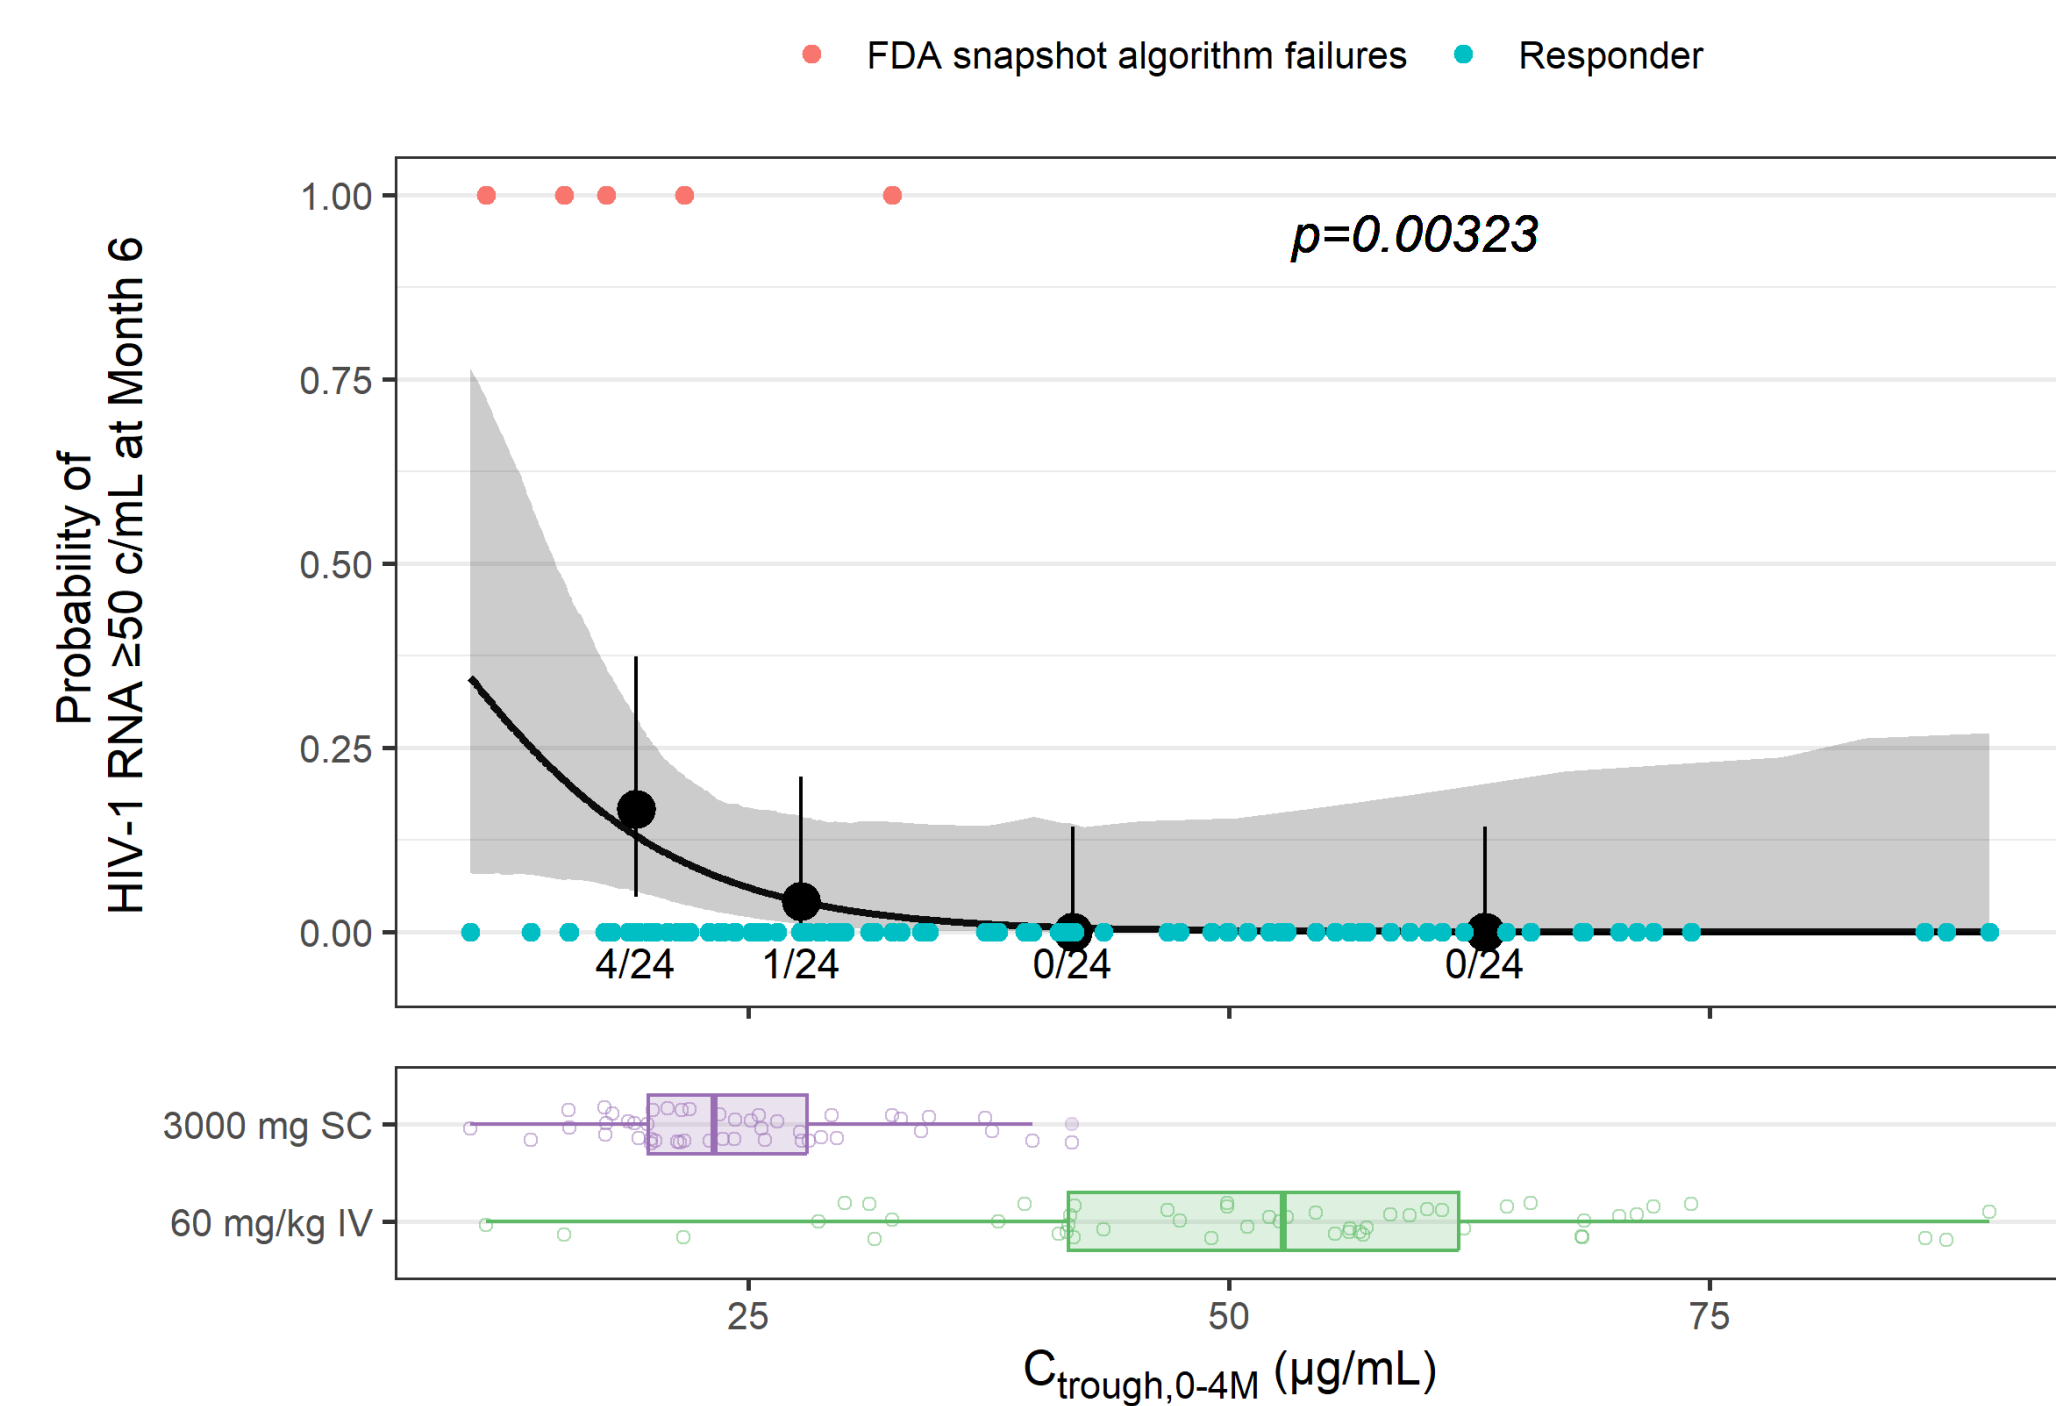 FDA snapshot algorithm failures
Responder
Probability of
HIV-1 RNA ≥50 c/mL at Month 6
1.00
0.75
0.50
0.25
0.00
p=0.00323
4/24
1/24
0/24
0/24
3000 mg SC
60 mg/kg IV
25
50
75
Ctrough,0-4M (µg/mL)